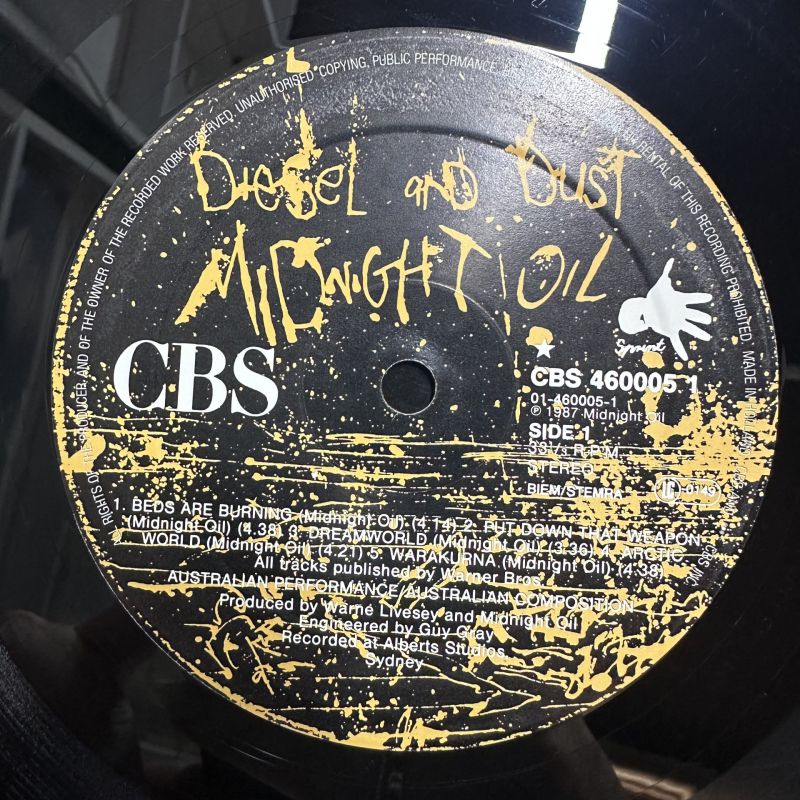 RIGHTS OF THE PRODUCER AND OF THE OWNER OF THE RECORDED WORK RESERVED. UNAUTHORISED COPYING, PUBLIC PERFORMANCE
RENTAL OF THIS RECORDING PROHIBITED. MADE IN HOLLAND.
CBS INC.
DIESEL AND DUST
MIDNIGHT OIL
Sprint
CBS
CBS 460005 1
01-460005-1
℗ 1987 Midnight Oil
SIDE 1
33⅓ R.P.M.
STEREO
BIEM/STEMRA
LC 0149
1. BEDS ARE BURNING (Midnight Oil) (4.14) 2. PUT DOWN THAT WEAPON
(Midnight Oil) (4.38) 3. DREAMWORLD (Midnight Oil) (3.36) 4. ARCTIC
WORLD (Midnight Oil) (4.21) 5. WARAKURNA (Midnight Oil) (4.38)
All tracks published by Warner Bros.
AUSTRALIAN PERFORMANCE/AUSTRALIAN COMPOSITION
Produced by Warne Livesey and Midnight Oil
Engineered by Guy Gray
Recorded at Alberts Studios
Sydney